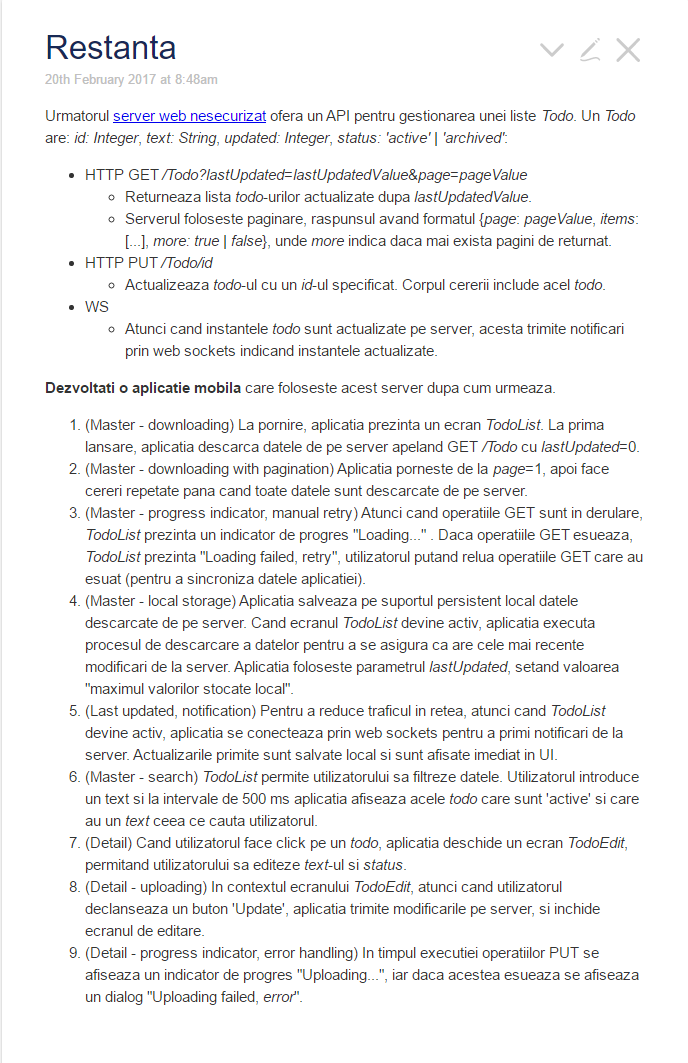 Restanta
20th February 2017 at 8:48am
Urmatorul server web nesecurizat ofera un API pentru gestionarea unei liste Todo. Un Todo
are: id: Integer, text: String, updated: Integer, status: 'active' | 'archived':
• HTTP GET /Todo?lastUpdated=lastUpdatedValue&page=pageValue
◦ Returneaza lista todo-urilor actualizate dupa lastUpdatedValue.
◦ Serverul foloseste paginare, raspunsul avand formatul {page: pageValue, items:
[...], more: true | false}, unde more indica daca mai exista pagini de returnat.
• HTTP PUT /Todo/id
◦ Actualizeaza todo-ul cu un id-ul specificat. Corpul cererii include acel todo.
• WS
◦ Atunci cand instantele todo sunt actualizate pe server, acesta trimite notificari
prin web sockets indicand instantele actualizate.
Dezvoltati o aplicatie mobila care foloseste acest server dupa cum urmeaza.
1. (Master - downloading) La pornire, aplicatia prezinta un ecran TodoList. La prima
lansare, aplicatia descarca datele de pe server apeland GET /Todo cu lastUpdated=0.
2. (Master - downloading with pagination) Aplicatia porneste de la page=1, apoi face
cereri repetate pana cand toate datele sunt descarcate de pe server.
3. (Master - progress indicator, manual retry) Atunci cand operatiile GET sunt in derulare,
TodoList prezinta un indicator de progres "Loading..." . Daca operatiile GET esueaza,
TodoList prezinta "Loading failed, retry", utilizatorul putand relua operatiile GET care au
esuat (pentru a sincroniza datele aplicatiei).
4. (Master - local storage) Aplicatia salveaza pe suportul persistent local datele
descarcate de pe server. Cand ecranul TodoList devine activ, aplicatia executa
procesul de descarcare a datelor pentru a se asigura ca are cele mai recente
modificari de la server. Aplicatia foloseste parametrul lastUpdated, setand valoarea
"maximul valorilor stocate local".
5. (Last updated, notification) Pentru a reduce traficul in retea, atunci cand TodoList
devine activ, aplicatia se conecteaza prin web sockets pentru a primi notificari de la
server. Actualizarile primite sunt salvate local si sunt afisate imediat in UI.
6. (Master - search) TodoList permite utilizatorului sa filtreze datele. Utilizatorul introduce
un text si la intervale de 500 ms aplicatia afiseaza acele todo care sunt 'active' si care
au un text ceea ce cauta utilizatorul.
7. (Detail) Cand utilizatorul face click pe un todo, aplicatia deschide un ecran TodoEdit,
permitand utilizatorului sa editeze text-ul si status.
8. (Detail - uploading) In contextul ecranului TodoEdit, atunci cand utilizatorul
declanseaza un buton 'Update', aplicatia trimite modificarile pe server, si inchide
ecranul de editare.
9. (Detail - progress indicator, error handling) In timpul executiei operatiilor PUT se
afiseaza un indicator de progres "Uploading...", iar daca acestea esueaza se afiseaza
un dialog "Uploading failed, error".